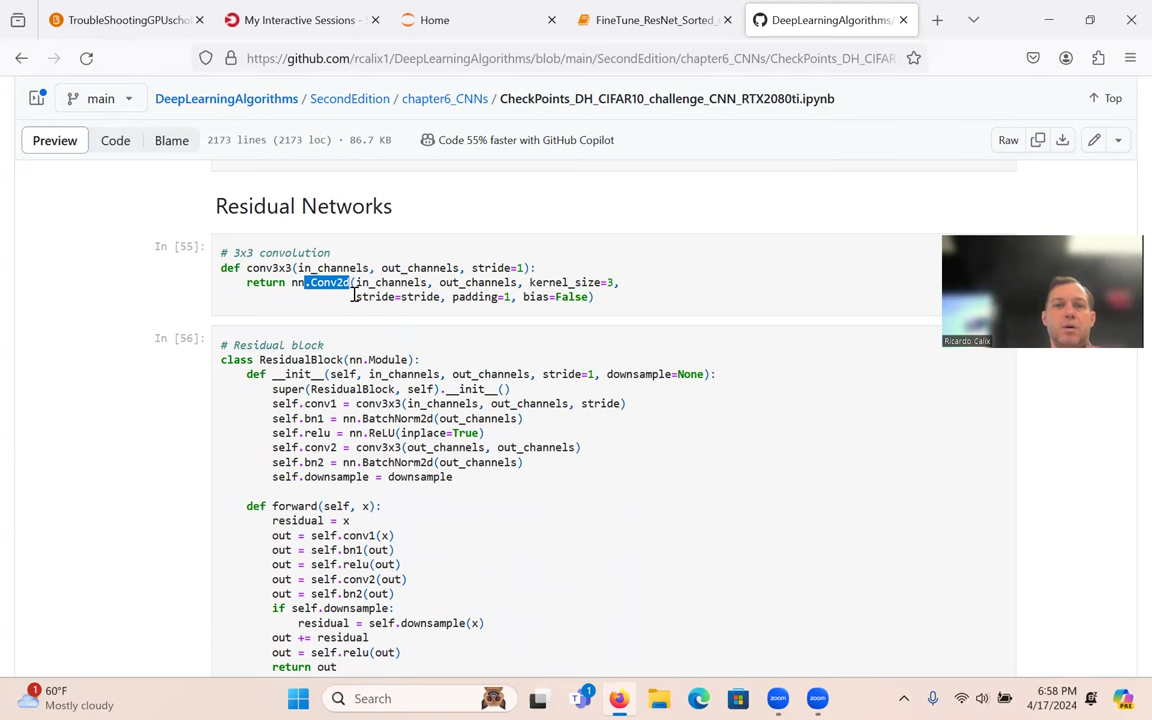 TroubleShootingGPUschol
My Interactive Sessions -
Home
FineTune_ResNet_Sorted_
DeepLearningAlgorithms/
https://github.com/rcalix1/DeepLearningAlgorithms/blob/main/SecondEdition/chapter6_CNNs/CheckPoints_DH_CIFAR
main
DeepLearningAlgorithms / SecondEdition / chapter6_CNNs / CheckPoints_DH_CIFAR10_challenge_CNN_RTX2080ti.ipynb
Top
Preview
Code
Blame
2173 lines (2173 loc) · 86.7 KB
Code 55% faster with GitHub Copilot
Raw
Residual Networks
In [55]:
# 3x3 convolution
def conv3x3(in_channels, out_channels, stride=1):
return nn.Conv2d(in_channels, out_channels, kernel_size=3,
stride=stride, padding=1, bias=False)
Ricardo Calix
In [56]:
# Residual block
class ResidualBlock(nn.Module):
def __init__(self, in_channels, out_channels, stride=1, downsample=None):
super(ResidualBlock, self).__init__()
self.conv1 = conv3x3(in_channels, out_channels, stride)
self.bn1 = nn.BatchNorm2d(out_channels)
self.relu = nn.ReLU(inplace=True)
self.conv2 = conv3x3(out_channels, out_channels)
self.bn2 = nn.BatchNorm2d(out_channels)
self.downsample = downsample
def forward(self, x):
residual = x
out = self.conv1(x)
out = self.bn1(out)
out = self.relu(out)
out = self.conv2(out)
out = self.bn2(out)
if self.downsample:
residual = self.downsample(x)
out += residual
out = self.relu(out)
return out
1
60°F
Mostly cloudy
Search
1
zoom
zoom
6:58 PM
4/17/2024
PRE